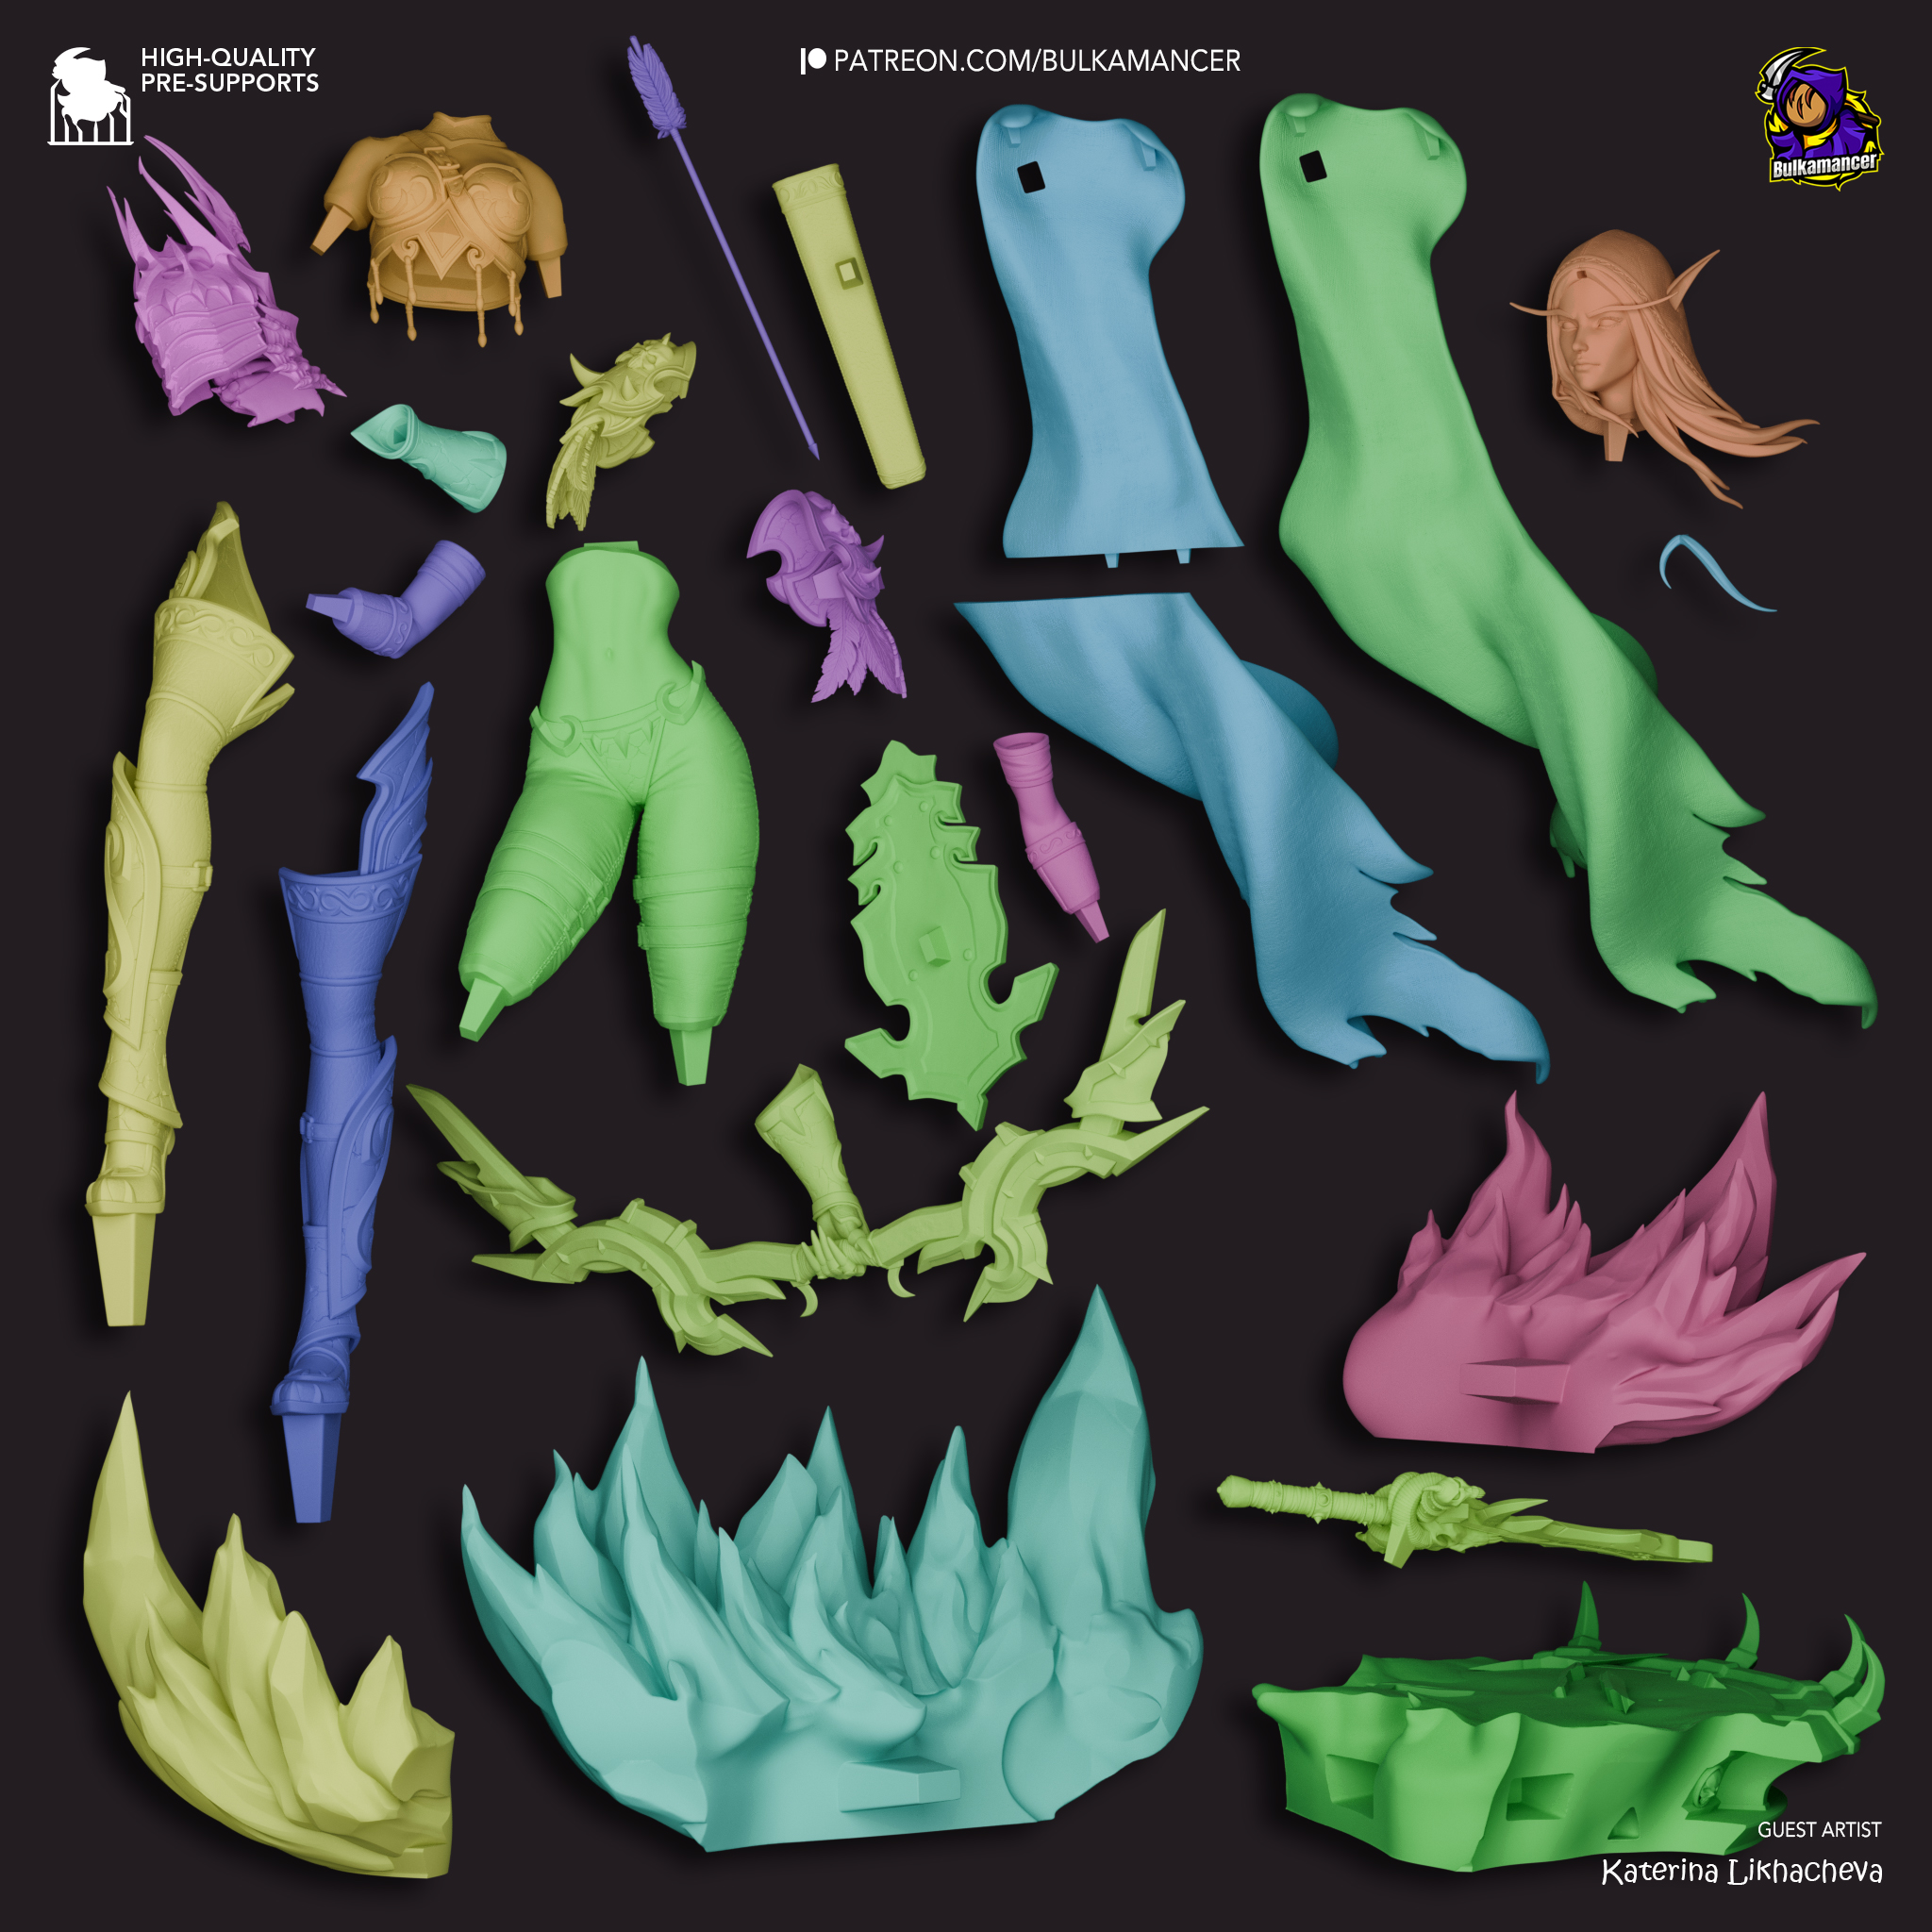 HIGH-QUALITY
PRE-SUPPORTS
PATREON.COM/BULKAMANCER
Bulkamancer
GUEST ARTIST
Katerina Likhacheva